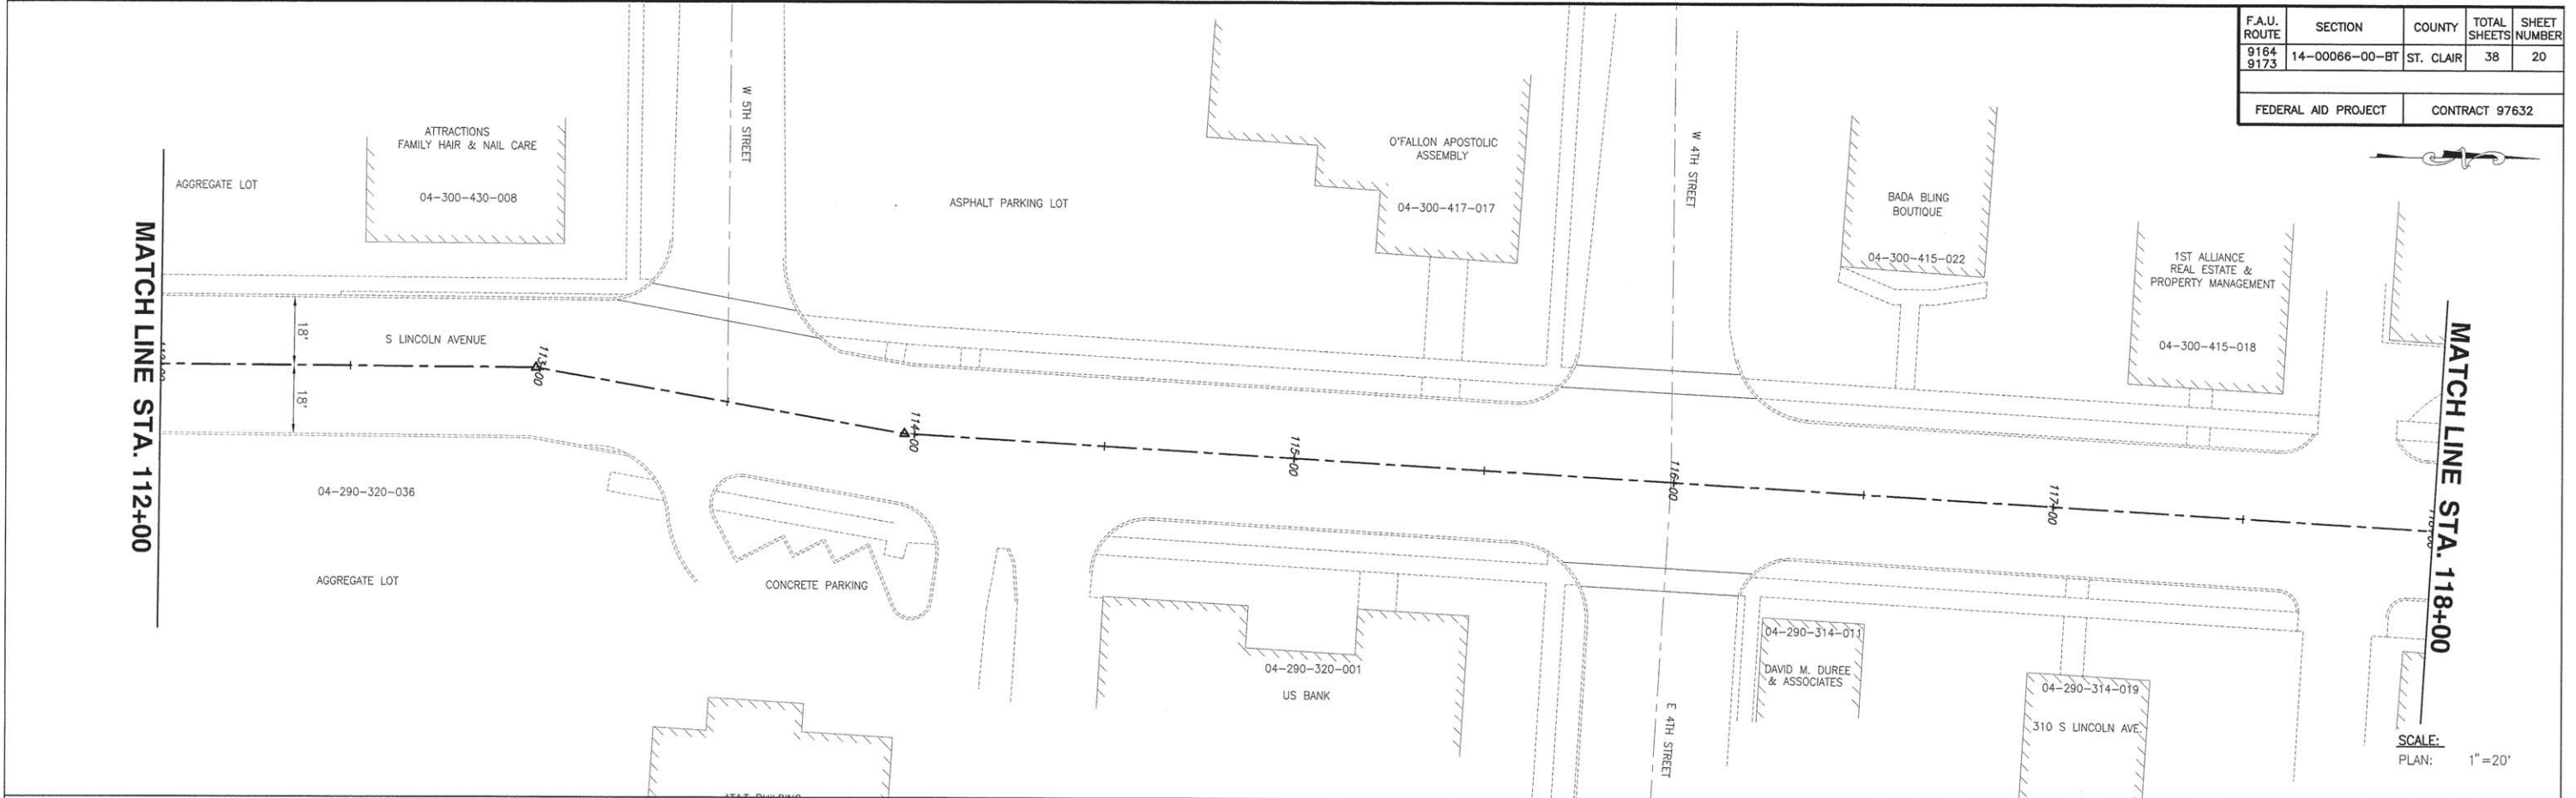 F.A.U. ROUTE SECTION COUNTY TOTAL SHEETS SHEET NUMBER
9164 9173 14-00066-00-BT ST. CLAIR 38 20
FEDERAL AID PROJECT CONTRACT 97632
MATCH LINE STA. 112+00
AGGREGATE LOT
ATTRACTIONS
FAMILY HAIR & NAIL CARE
04-300-430-008
W 5TH STREET
ASPHALT PARKING LOT
O'FALLON APOSTOLIC
ASSEMBLY
04-300-417-017
W 4TH STREET
BADA BLING
BOUTIQUE
04-300-415-022
1ST ALLIANCE
REAL ESTATE &
PROPERTY MANAGEMENT
04-300-415-018
MATCH LINE STA. 118+00
18'
18'
S LINCOLN AVENUE
113+00
114+00
115+00
116+00
117+00
04-290-320-036
AGGREGATE LOT
CONCRETE PARKING
04-290-320-001
US BANK
E 4TH STREET
04-290-314-011
DAVID M. DUREE
& ASSOCIATES
04-290-314-019
310 S LINCOLN AVE.
SCALE:
PLAN: 1"=20'